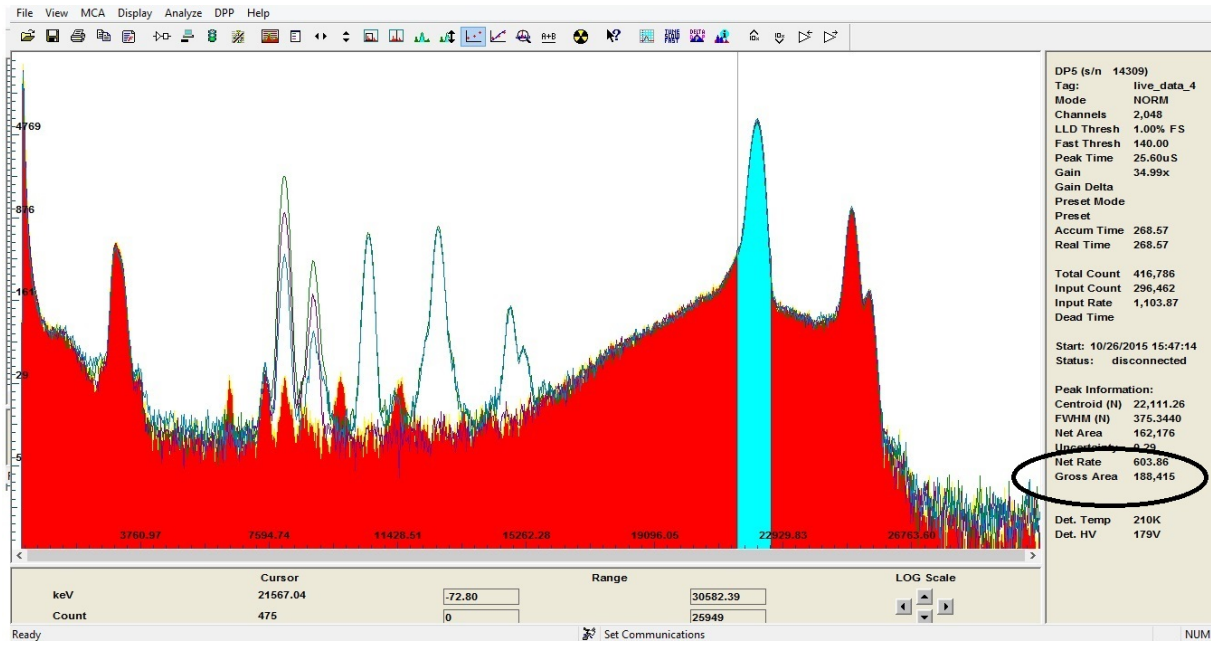 File View MCA Display Analyze DPP Help
4769
876
161
29
5
3760.97 7594.74 11428.51 15262.28 19096.05 22929.83 26763.60
DP5 (s/n 14309)
Tag: live_data_4
Mode NORM
Channels 2,048
LLD Thresh 1.00% FS
Fast Thresh 140.00
Peak Time 25.60uS
Gain 34.99x
Gain Delta
Preset Mode
Preset
Accum Time 268.57
Real Time 268.57
Total Count 416,786
Input Count 296,462
Input Rate 1,103.87
Dead Time
Start: 10/26/2015 15:47:14
Status: disconnected
Peak Information:
Centroid (N) 22,111.26
FWHM (N) 375.3440
Net Area 162,176
Uncertainty 0.29
Net Rate 603.86
Gross Area 188,415
Det. Temp 210K
Det. HV 179V
Cursor Range LOG Scale
keV 21567.04 -72.80 30582.39
Count 475 0 25949
Ready Set Communications NUM